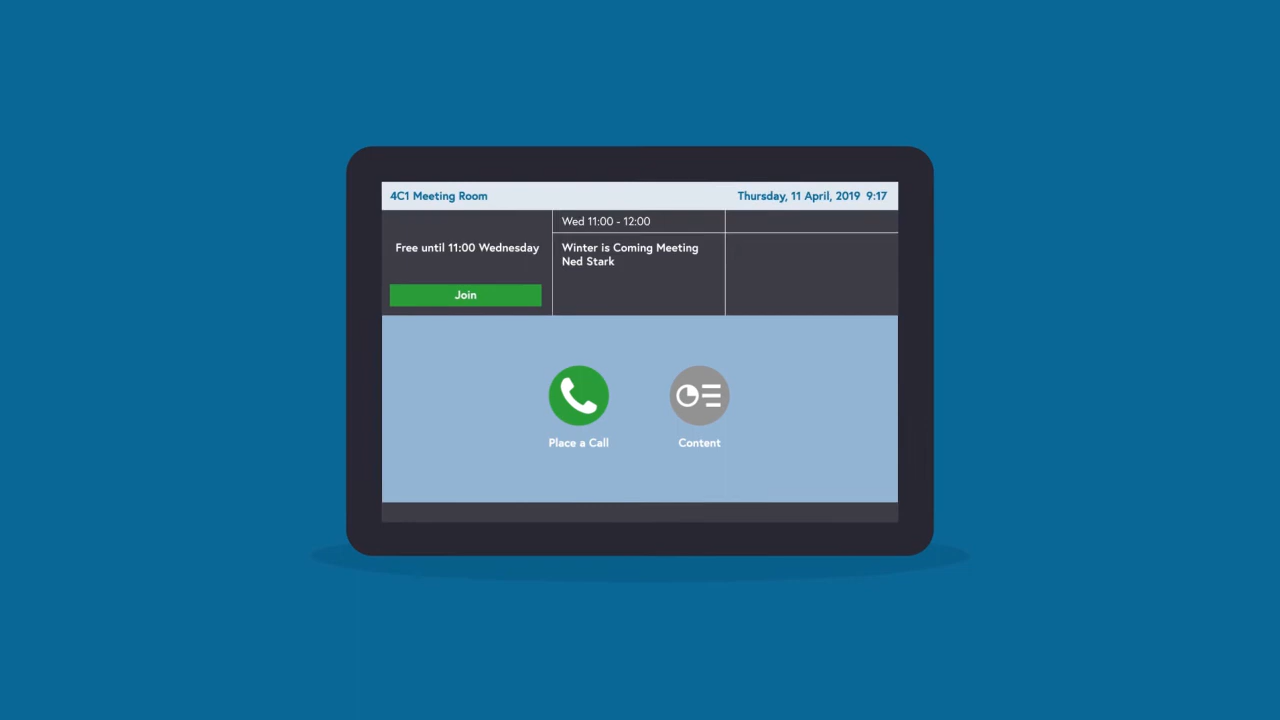 4C1 Meeting Room
Thursday, 11 April, 2019 9:17
Free until 11:00 Wednesday
Join
Wed 11:00 - 12:00
Winter is Coming Meeting
Ned Stark
Place a Call
Content